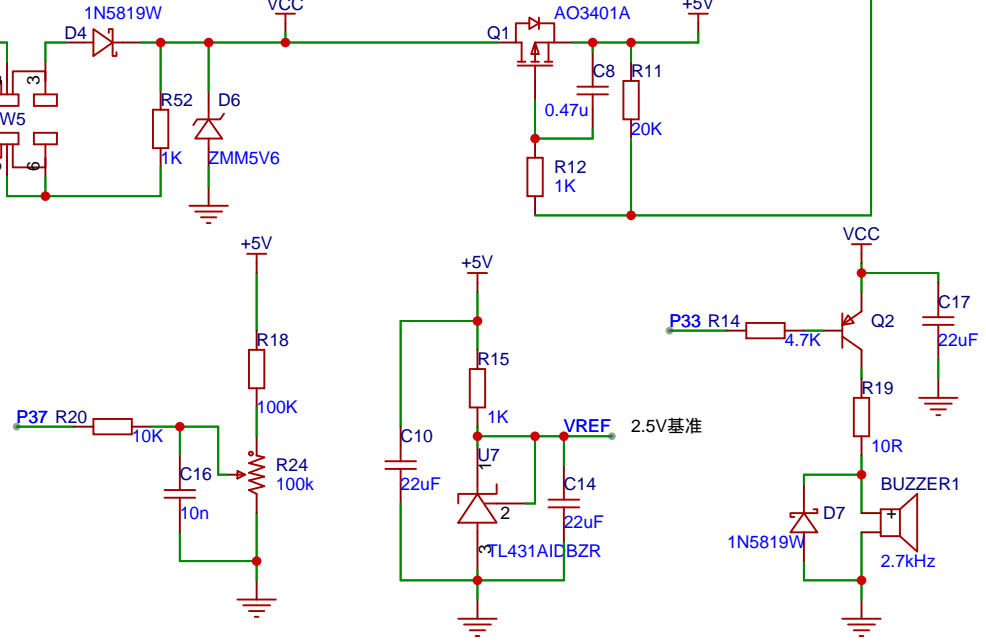 1N5819W
VCC
AO3401A
+5V
D4
Q1
3
W5
6
R52
1K
D6
ZMM5V6
C8
0.47u
R11
20K
R12
1K
+5V
R18
100K
P37 R20
10K
C16
10n
R24
100k
+5V
R15
1K
C10
22uF
VREF 2.5V基准
U7
1
2
3
TL431AIDBZR
C14
22uF
VCC
P33 R14
4.7K
Q2
C17
22uF
R19
10R
BUZZER1
+
2.7kHz
D7
1N5819W